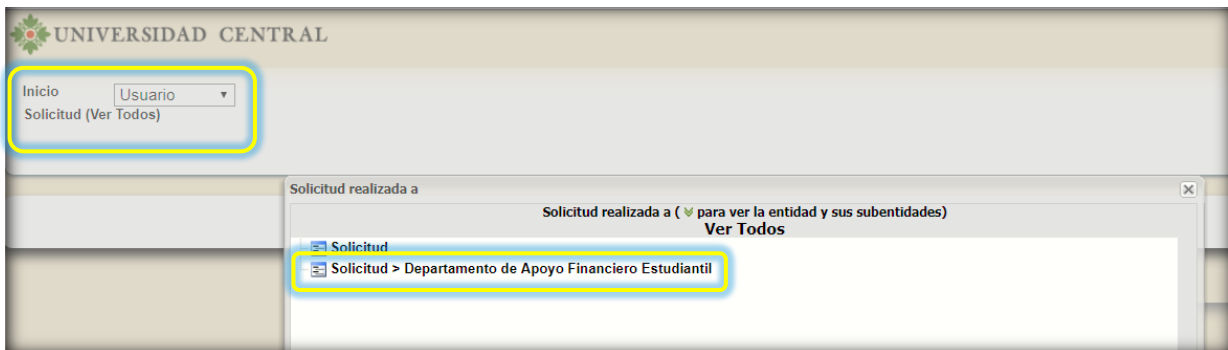 UNIVERSIDAD CENTRAL
Inicio Usuario
Solicitud (Ver Todos)
Solicitud realizada a
Solicitud realizada a ( para ver la entidad y sus subentidades)
Ver Todos
Solicitud
Solicitud > Departamento de Apoyo Financiero Estudiantil